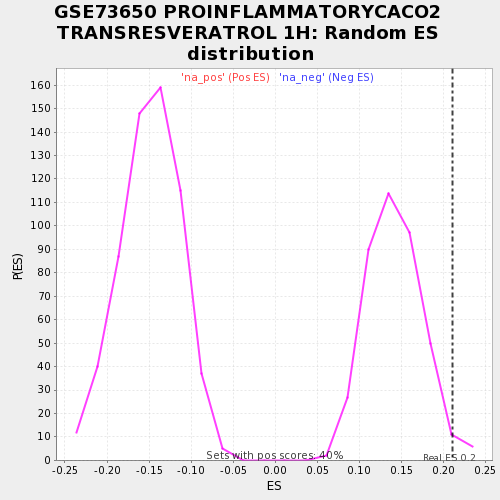 GSE73650 PROINFLAMMATORYCACO2
TRANSRESVERATROL 1H: Random ES
distribution
'na_pos' (Pos ES) 'na_neg' (Neg ES)
P(ES)
160
150
140
130
120
110
100
90
80
70
60
50
40
30
20
10
0
Sets with pos scores: 40%
Real ES 0.2
-0.25 -0.20 -0.15 -0.10 -0.05 0.00 0.05 0.10 0.15 0.20 0.25
ES